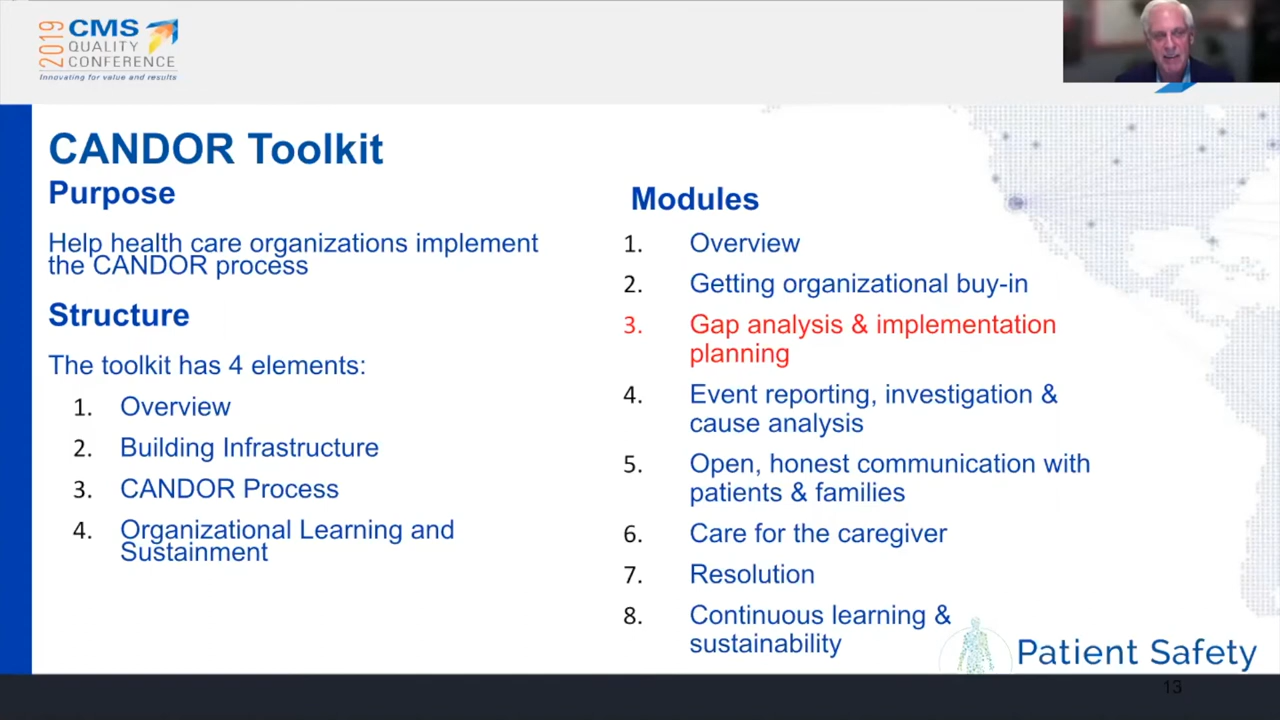 2019
CMS
QUALITY
CONFERENCE
Innovating for value and results
CANDOR Toolkit
Purpose
Help health care organizations implement
the CANDOR process
Structure
The toolkit has 4 elements:
1. Overview
2. Building Infrastructure
3. CANDOR Process
4. Organizational Learning and
Sustainment
Modules
1. Overview
2. Getting organizational buy-in
3. Gap analysis & implementation
planning
4. Event reporting, investigation &
cause analysis
5. Open, honest communication with
patients & families
6. Care for the caregiver
7. Resolution
8. Continuous learning &
sustainability
Patient Safety
13